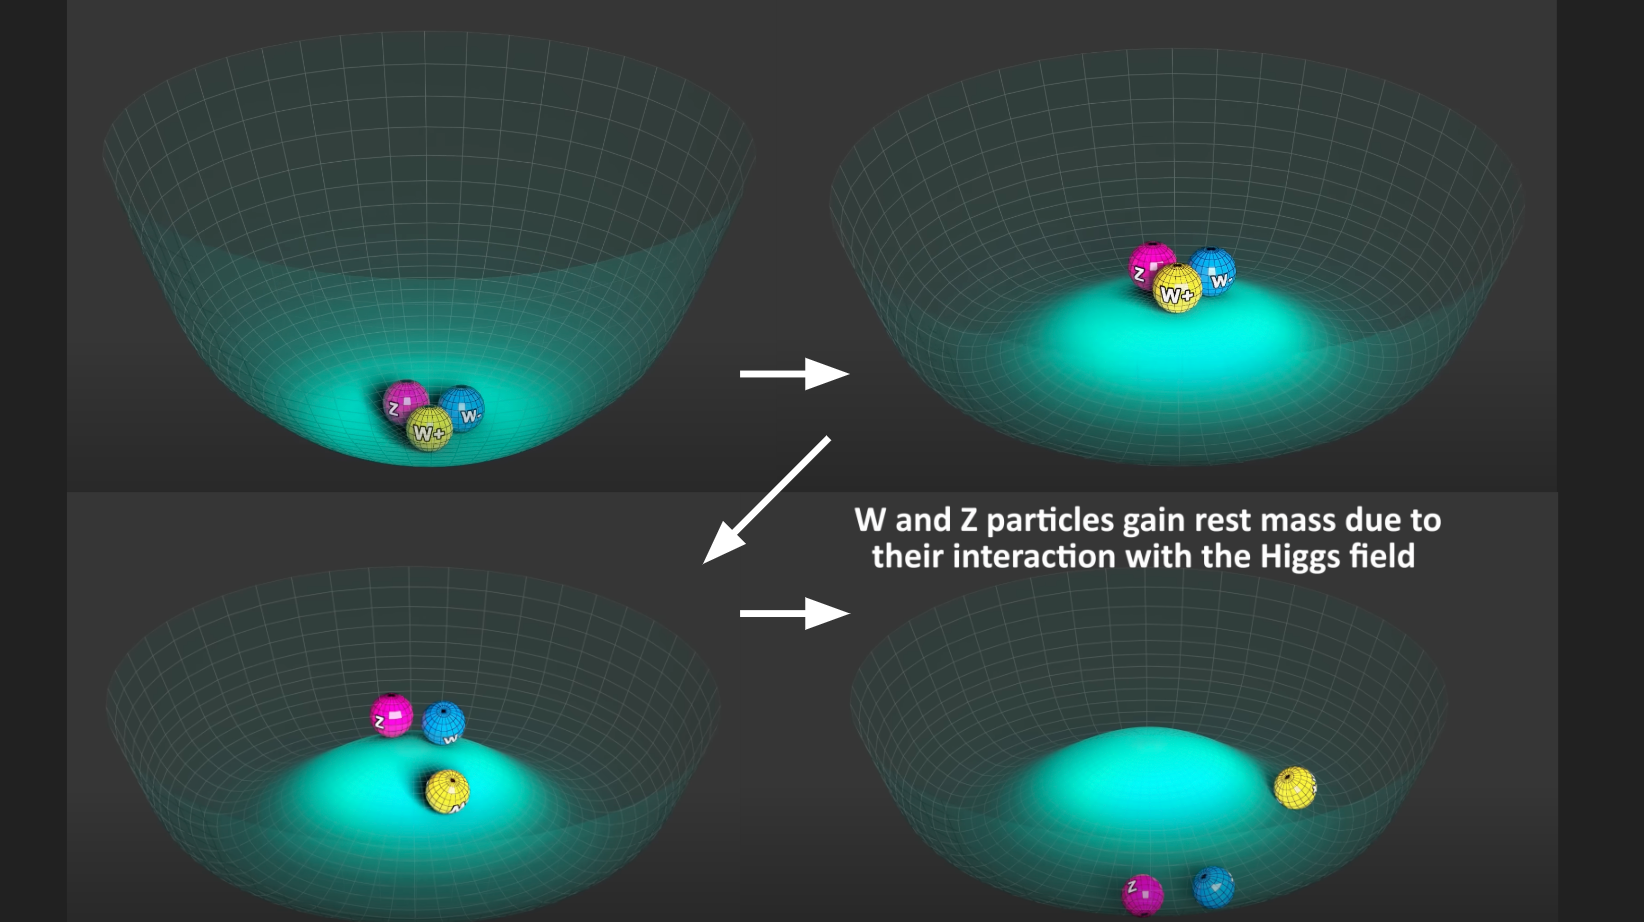 Z
W-
W+
Z
W-
W+
W and Z particles gain rest mass due to
their interaction with the Higgs field
Z
W
Z